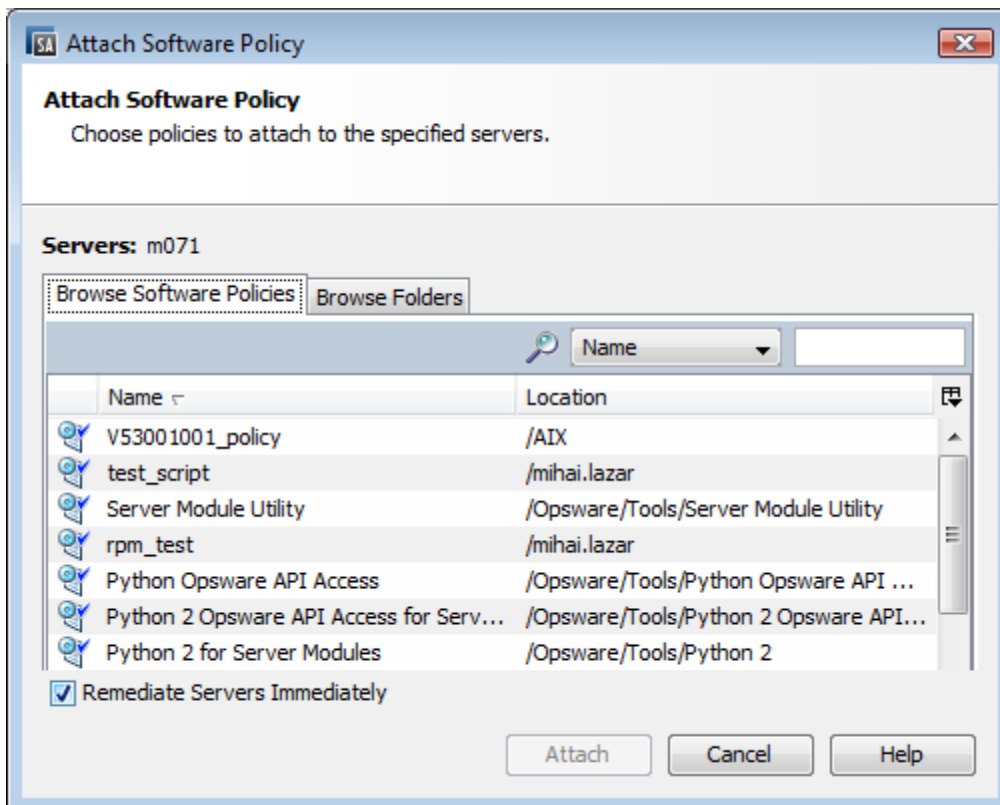 SA Attach Software Policy
Attach Software Policy
Choose policies to attach to the specified servers.
Servers: m071
Browse Software Policies Browse Folders
Name
Name Location
V53001001_policy /AIX
test_script /mihai.lazar
Server Module Utility /Opsware/Tools/Server Module Utility
rpm_test /mihai.lazar
Python Opsware API Access /Opsware/Tools/Python Opsware API ...
Python 2 Opsware API Access for Serv... /Opsware/Tools/Python 2 Opsware API...
Python 2 for Server Modules /Opsware/Tools/Python 2
Remediate Servers Immediately
Attach Cancel Help